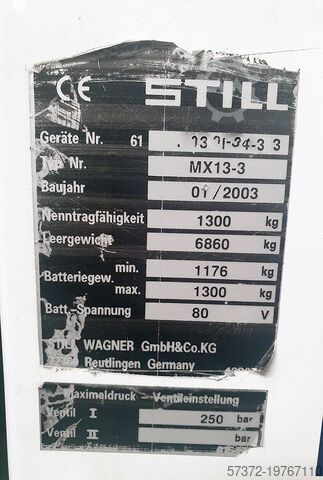 CE STILL
Geräte Nr. 61
Nr. MX13-3
Baujahr 01/2003
Nenntragfähigkeit 1300 kg
Leergewicht 6860 kg
Batteriegew. min. 1176 kg
max. 1300 kg
Batt.-Spannung 80 V
WAGNER GmbH&Co.KG
Reutlingen Germany
Maximaldruck - Ventileinstellung
Ventil I 250 bar
Ventil II bar
57372-19767110